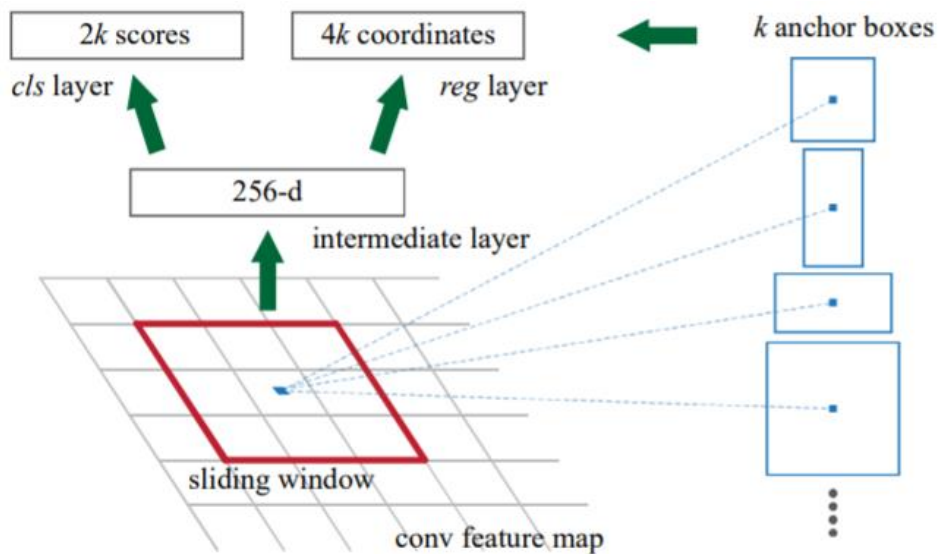 2k scores
4k coordinates
k anchor boxes
cls layer
reg layer
256-d
intermediate layer
sliding window
conv feature map